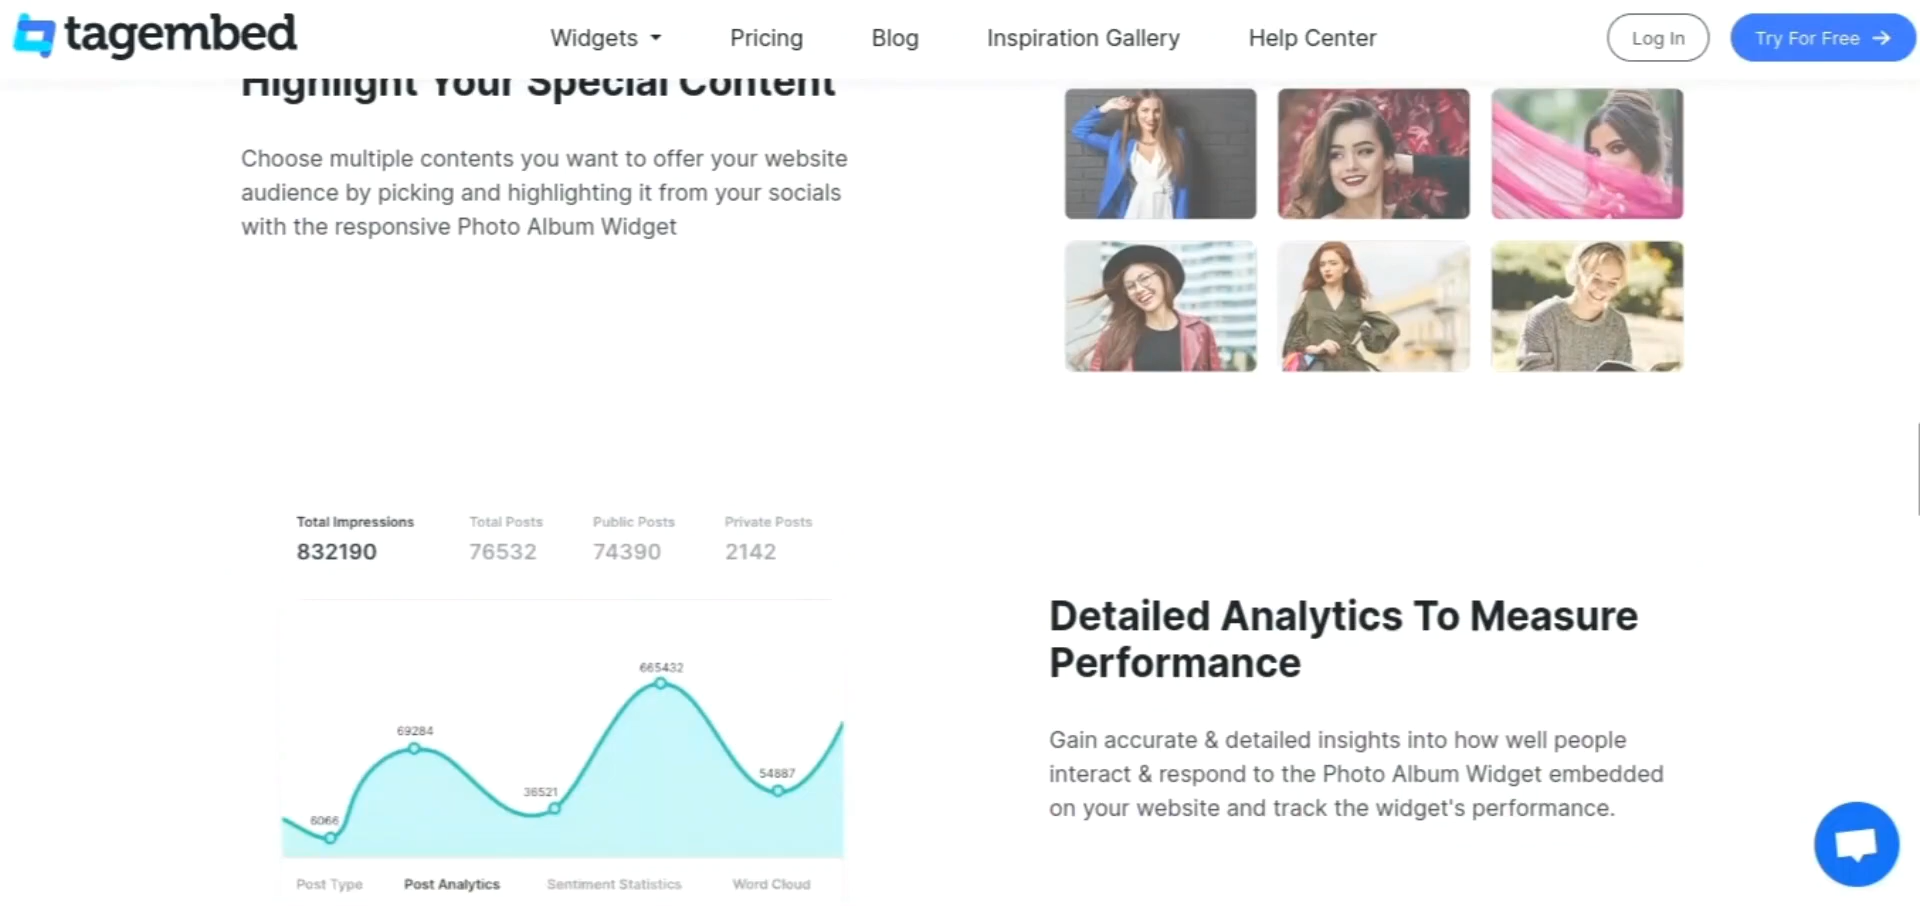 tagembed
Widgets
Pricing
Blog
Inspiration Gallery
Help Center
Log In
Try For Free
Highlight Your Special Content
Choose multiple contents you want to offer your website
audience by picking and highlighting it from your socials
with the responsive Photo Album Widget
Total Impressions
832190
Total Posts
76532
Public Posts
74390
Private Posts
2142
6066
69284
36521
665432
54887
Post Type
Post Analytics
Sentiment Statistics
Word Cloud
Detailed Analytics To Measure
Performance
Gain accurate & detailed insights into how well people
interact & respond to the Photo Album Widget embedded
on your website and track the widget's performance.